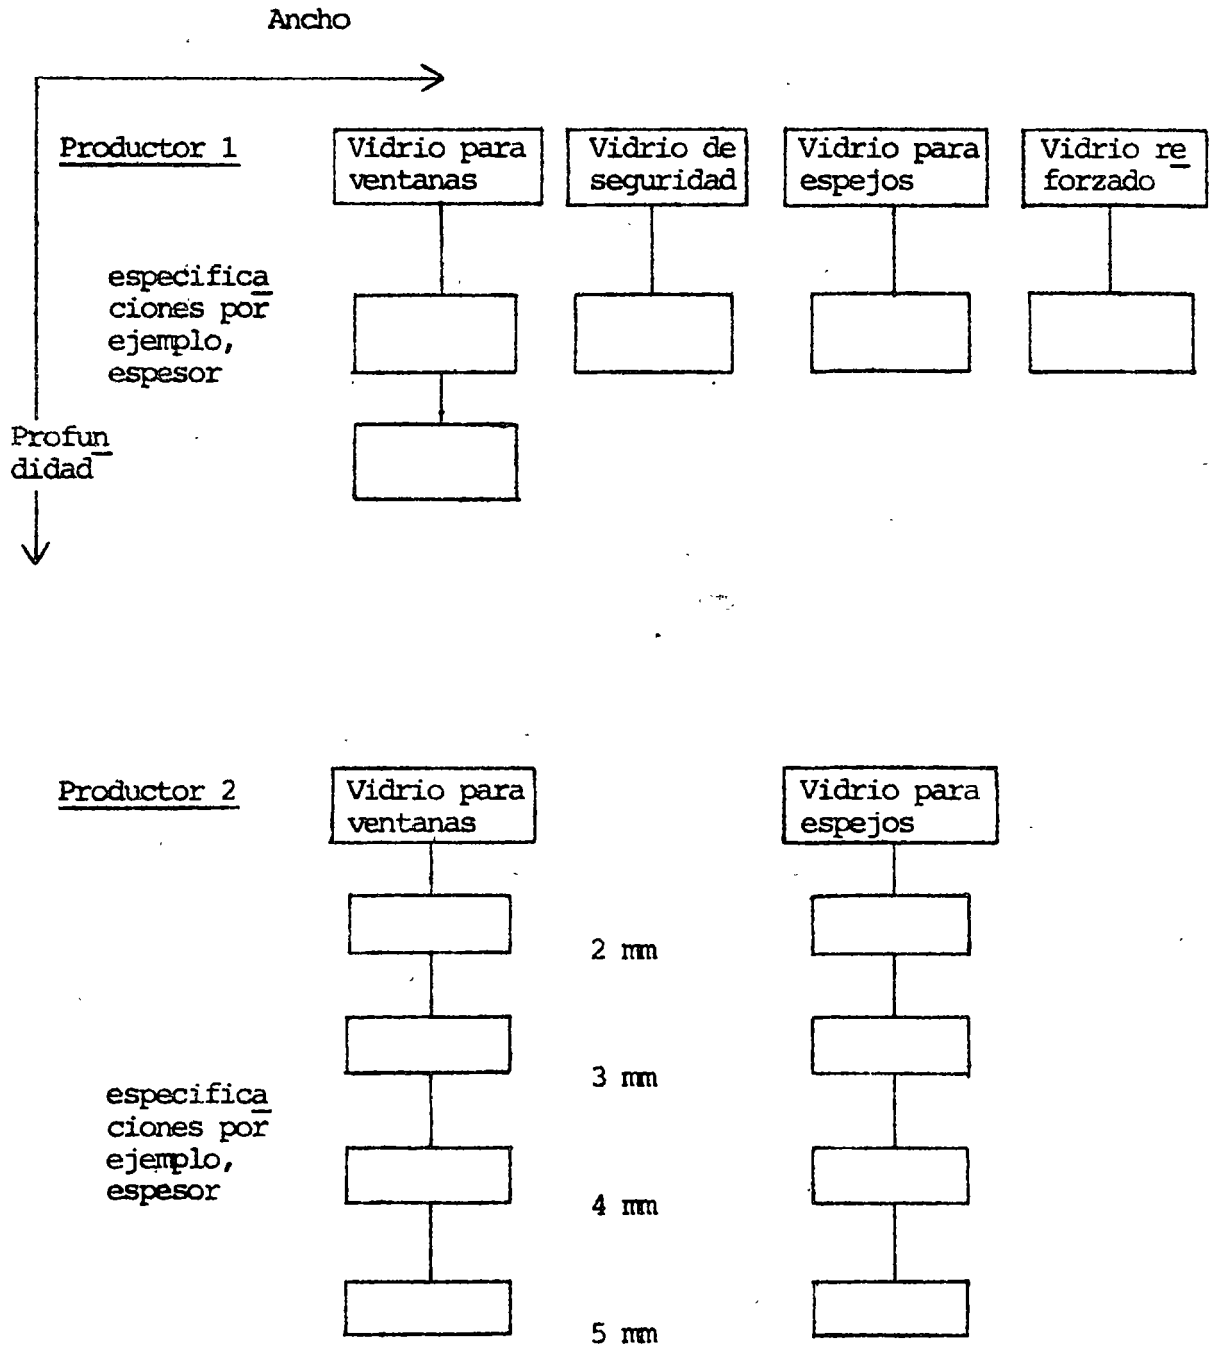 Ancho
Productor 1
Vidrio para
ventanas
Vidrio de
seguridad
Vidrio para
espejos
Vidrio re
forzado
especifica
ciones por
ejemplo,
espesor
Profun
didad
Productor 2
Vidrio para
ventanas
Vidrio para
espejos
2 mm
3 mm
especifica
ciones por
ejemplo,
espesor
4 mm
5 mm